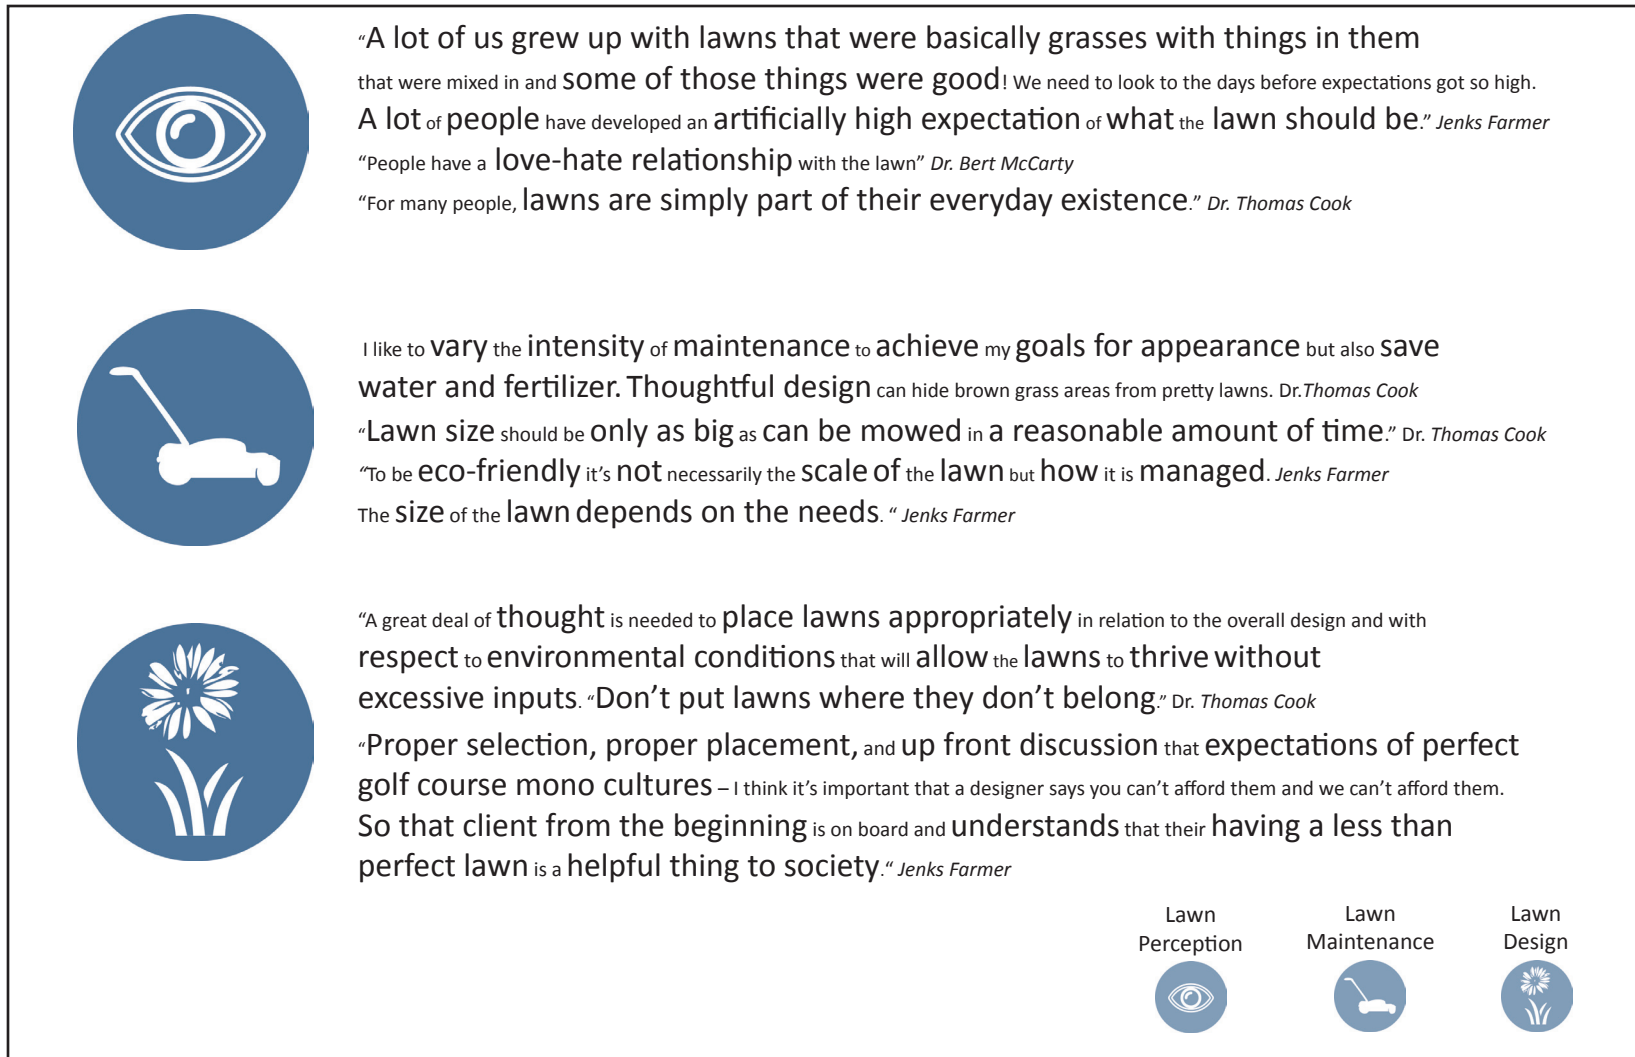 “A lot of us grew up with lawns that were basically grasses with things in them
that were mixed in and some of those things were good! We need to look to the days before expectations got so high.
A lot of people have developed an artificially high expectation of what the lawn should be.” Jenks Farmer
“People have a love-hate relationship with the lawn” Dr. Bert McCarty
“For many people, lawns are simply part of their everyday existence.” Dr. Thomas Cook
I like to vary the intensity of maintenance to achieve my goals for appearance but also save
water and fertilizer. Thoughtful design can hide brown grass areas from pretty lawns. Dr.Thomas Cook
“Lawn size should be only as big as can be mowed in a reasonable amount of time.” Dr. Thomas Cook
“To be eco-friendly it’s not necessarily the scale of the lawn but how it is managed. Jenks Farmer
The size of the lawn depends on the needs. “ Jenks Farmer
“A great deal of thought is needed to place lawns appropriately in relation to the overall design and with
respect to environmental conditions that will allow the lawns to thrive without
excessive inputs. “Don’t put lawns where they don’t belong.” Dr. Thomas Cook
“Proper selection, proper placement, and up front discussion that expectations of perfect
golf course mono cultures – I think it’s important that a designer says you can’t afford them and we can’t afford them.
So that client from the beginning is on board and understands that their having a less than
perfect lawn is a helpful thing to society.“ Jenks Farmer
Lawn
Perception
Lawn
Maintenance
Lawn
Design